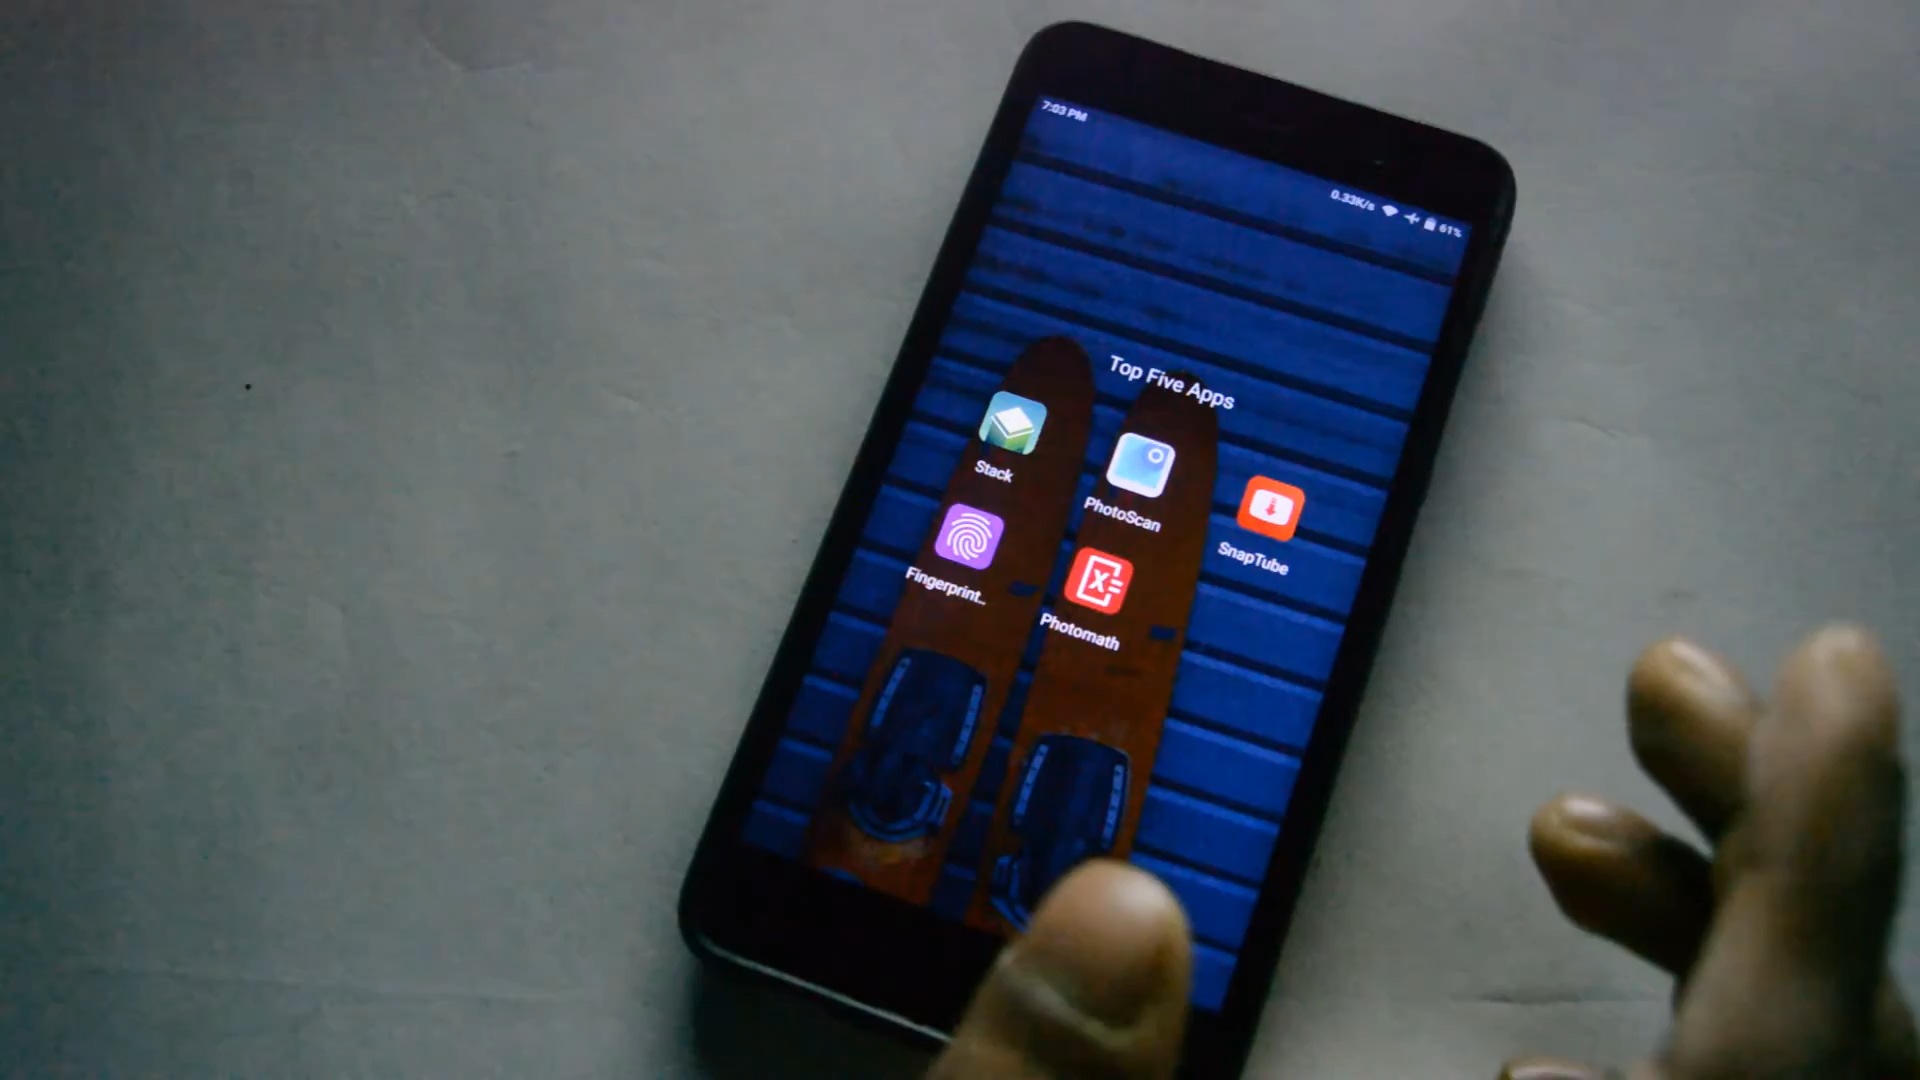 7:03 PM
0.33K/s 61%
Top Five Apps
Stack
PhotoScan
SnapTube
Fingerprint..
Photomath